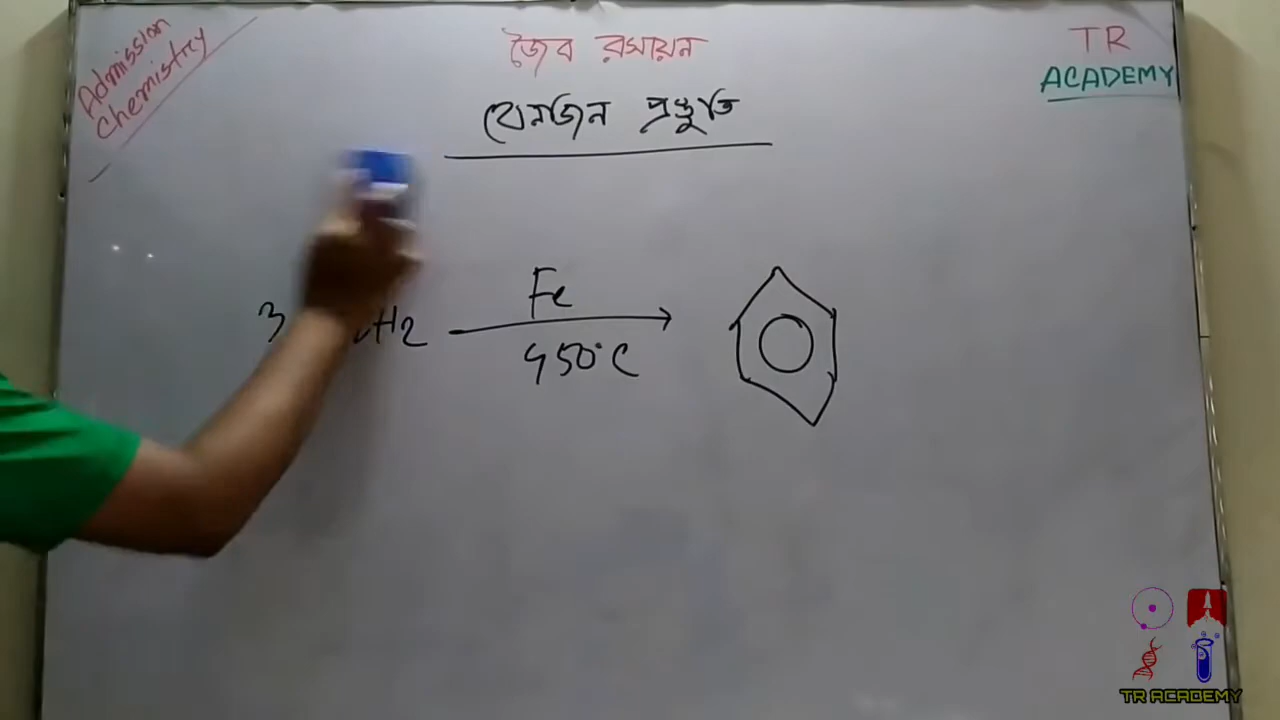 Admission
Chemistry
জৈব রসায়ন
TR
ACADEMY
বেনজিন প্রস্তুতি
3
H2
Fe
450°C
TR ACADEMY